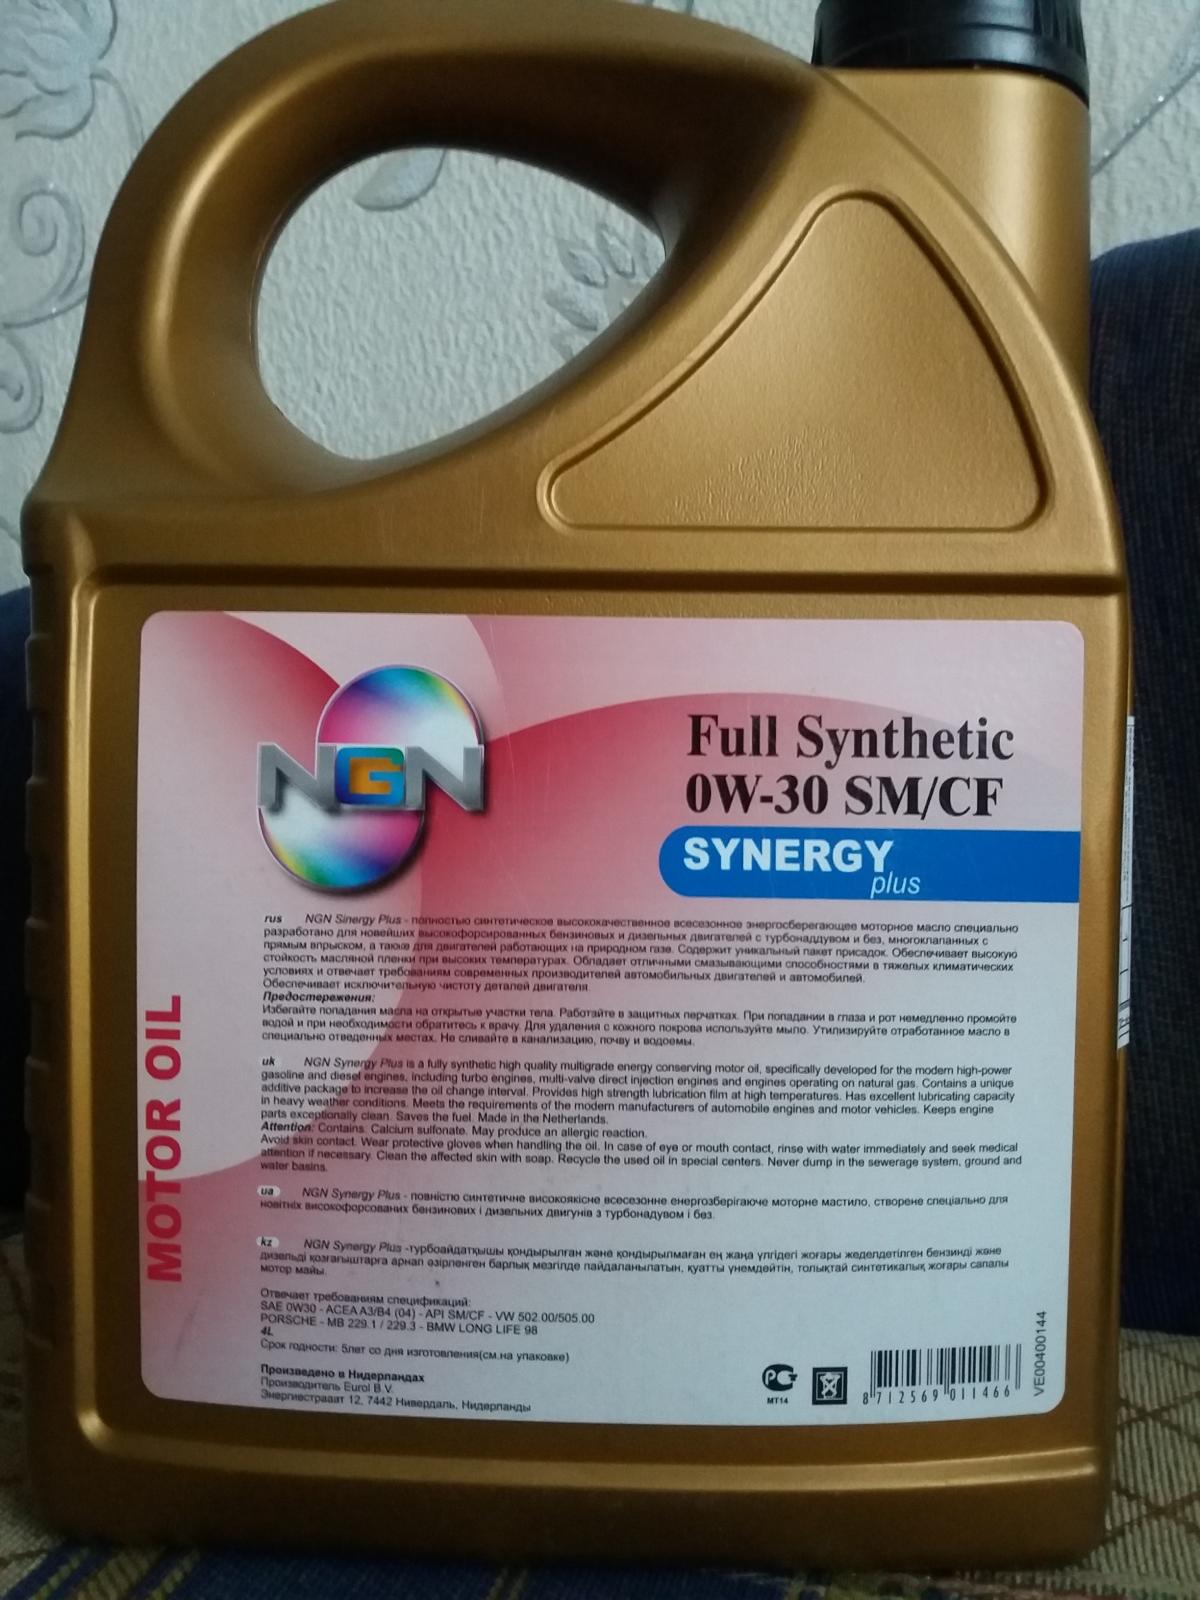 NGN
Full Synthetic
0W-30 SM/CF
SYNERGY
plus
MOTOR OIL
rus NGN Sinergy Plus - полностью синтетическое высококачественное всесезонное энергосберегающее моторное масло специально
разработано для новейших высокофорсированных бензиновых и дизельных двигателей с турбонаддувом и без, многоклапанных с
прямым впрыском, а также для двигателей работающих на природном газе. Содержит уникальный пакет присадок. Обеспечивает высокую
стойкость масляной пленки при высоких температурах. Обладает отличными смазывающими способностями в тяжелых климатических
условиях и отвечает требованиям современных производителей автомобильных двигателей и автомобилей.
Обеспечивает исключительную чистоту деталей двигателя.
Предостережения:
Избегайте попадания масла на открытые участки тела. Работайте в защитных перчатках. При попадании в глаза и рот немедленно промойте
водой и при необходимости обратитесь к врачу. Для удаления с кожного покрова используйте мыло. Утилизируйте отработанное масло в
специально отведенных местах. Не сливайте в канализацию, почву и водоемы.
uk NGN Synergy Plus is a fully synthetic high quality multigrade energy conserving motor oil, specifically developed for the modern high-power
gasoline and diesel engines, including turbo engines, multi-valve direct injection engines and engines operating on natural gas. Contains a unique
additive package to increase the oil change interval. Provides high strength lubrication film at high temperatures. Has excellent lubricating capacity
in heavy weather conditions. Meets the requirements of the modern manufacturers of automobile engines and motor vehicles. Keeps engine
parts exceptionally clean. Saves the fuel. Made in the Netherlands.
Attention: Contains: Calcium sulfonate. May produce an allergic reaction.
Avoid skin contact. Wear protective gloves when handling the oil. In case of eye or mouth contact, rinse with water immediately and seek medical
attention if necessary. Clean the affected skin with soap. Recycle the used oil in special centers. Never dump in the sewerage system, ground and
water basins.
ua NGN Synergy Plus - повністю синтетичне високоякісне всесезонне енергозберігаюче моторне мастило, створене спеціально для
новітніх високофорсованих бензинових і дизельних двигунів з турбонадувом і без.
kz NGN Synergy Plus -турбоайдатқышы қондырылған және қондырылмаған ең жаңа үлгідегі жоғары жеделдетілген бензинді және
дизельді қозғағыштарға арнап әзірленген барлық мезгілде пайдаланылатын, қуатты үнемдейтін, толықтай синтетикалық жоғары сапалы
мотор майы.
Отвечает требованиям спецификаций:
SAE 0W30 - ACEA A3/B4 (04) - API SM/CF - VW 502.00/505.00
PORSCHE - MB 229.1 / 229.3 - BMW LONG LIFE 98
4L
Срок годности: 5лет со дня изготовления(см.на упаковке)
Произведено в Нидерландах
Производитель Eurol B.V.
Энергиестрааат 12, 7442 Нивердаль, Нидерланды
РСТ
МТ14
8 712569 011466
VE00400144